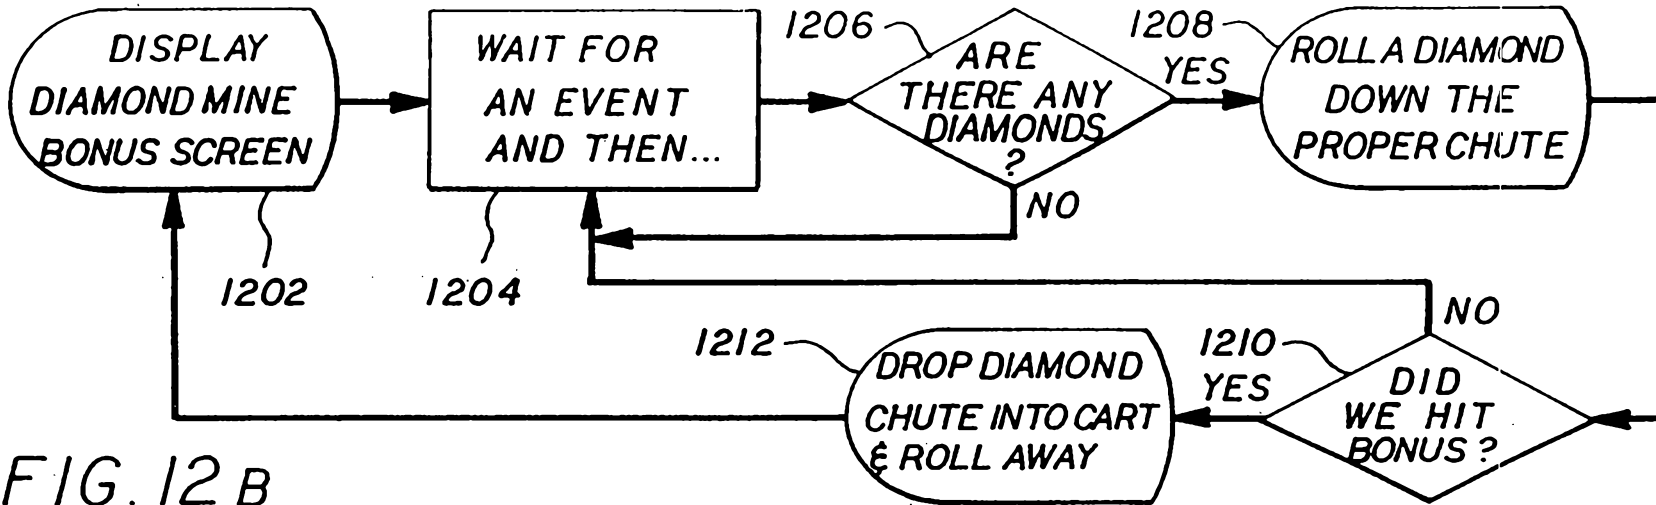 DISPLAY
DIAMOND MINE
BONUS SCREEN
1202
WAIT FOR
AN EVENT
AND THEN...
1204
1206
ARE
THERE ANY
DIAMONDS
?
YES
NO
1208
ROLL A DIAMOND
DOWN THE
PROPER CHUTE
1210
DID
WE HIT
BONUS?
NO
YES
1212
DROP DIAMOND
CHUTE INTO CART
& ROLL AWAY
FIG. 12B